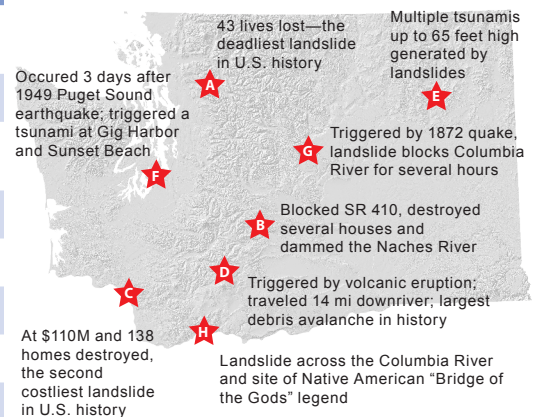 43 lives lost—the
deadliest landslide
in U.S. history
A
Multiple tsunamis
up to 65 feet high
generated by
landslides
E
Occured 3 days after
1949 Puget Sound
earthquake; triggered a
tsunami at Gig Harbor
and Sunset Beach
F
Triggered by 1872 quake,
landslide blocks Columbia
River for several hours
G
Blocked SR 410, destroyed
several houses and
dammed the Naches River
B
D
Triggered by volcanic eruption;
traveled 14 mi downriver; largest
debris avalanche in history
C
At $110M and 138
homes destroyed,
the second
costliest landslide
in U.S. history
H
Landslide across the Columbia River
and site of Native American “Bridge of
the Gods” legend